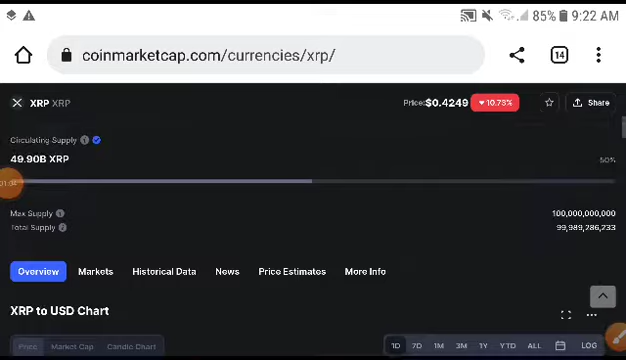 85% 9:22 AM
coinmarketcap.com/currencies/xrp/
14
XRP XRP
Price: $0.4249 ▾10.73%
Share
Circulating Supply
49.90B XRP
50%
Max Supply
100,000,000,000
Total Supply
99,989,286,233
Overview Markets Historical Data News Price Estimates More Info
XRP to USD Chart
Price Market Cap Candle Chart
1D 7D 1M 3M 1Y YTD ALL LOG